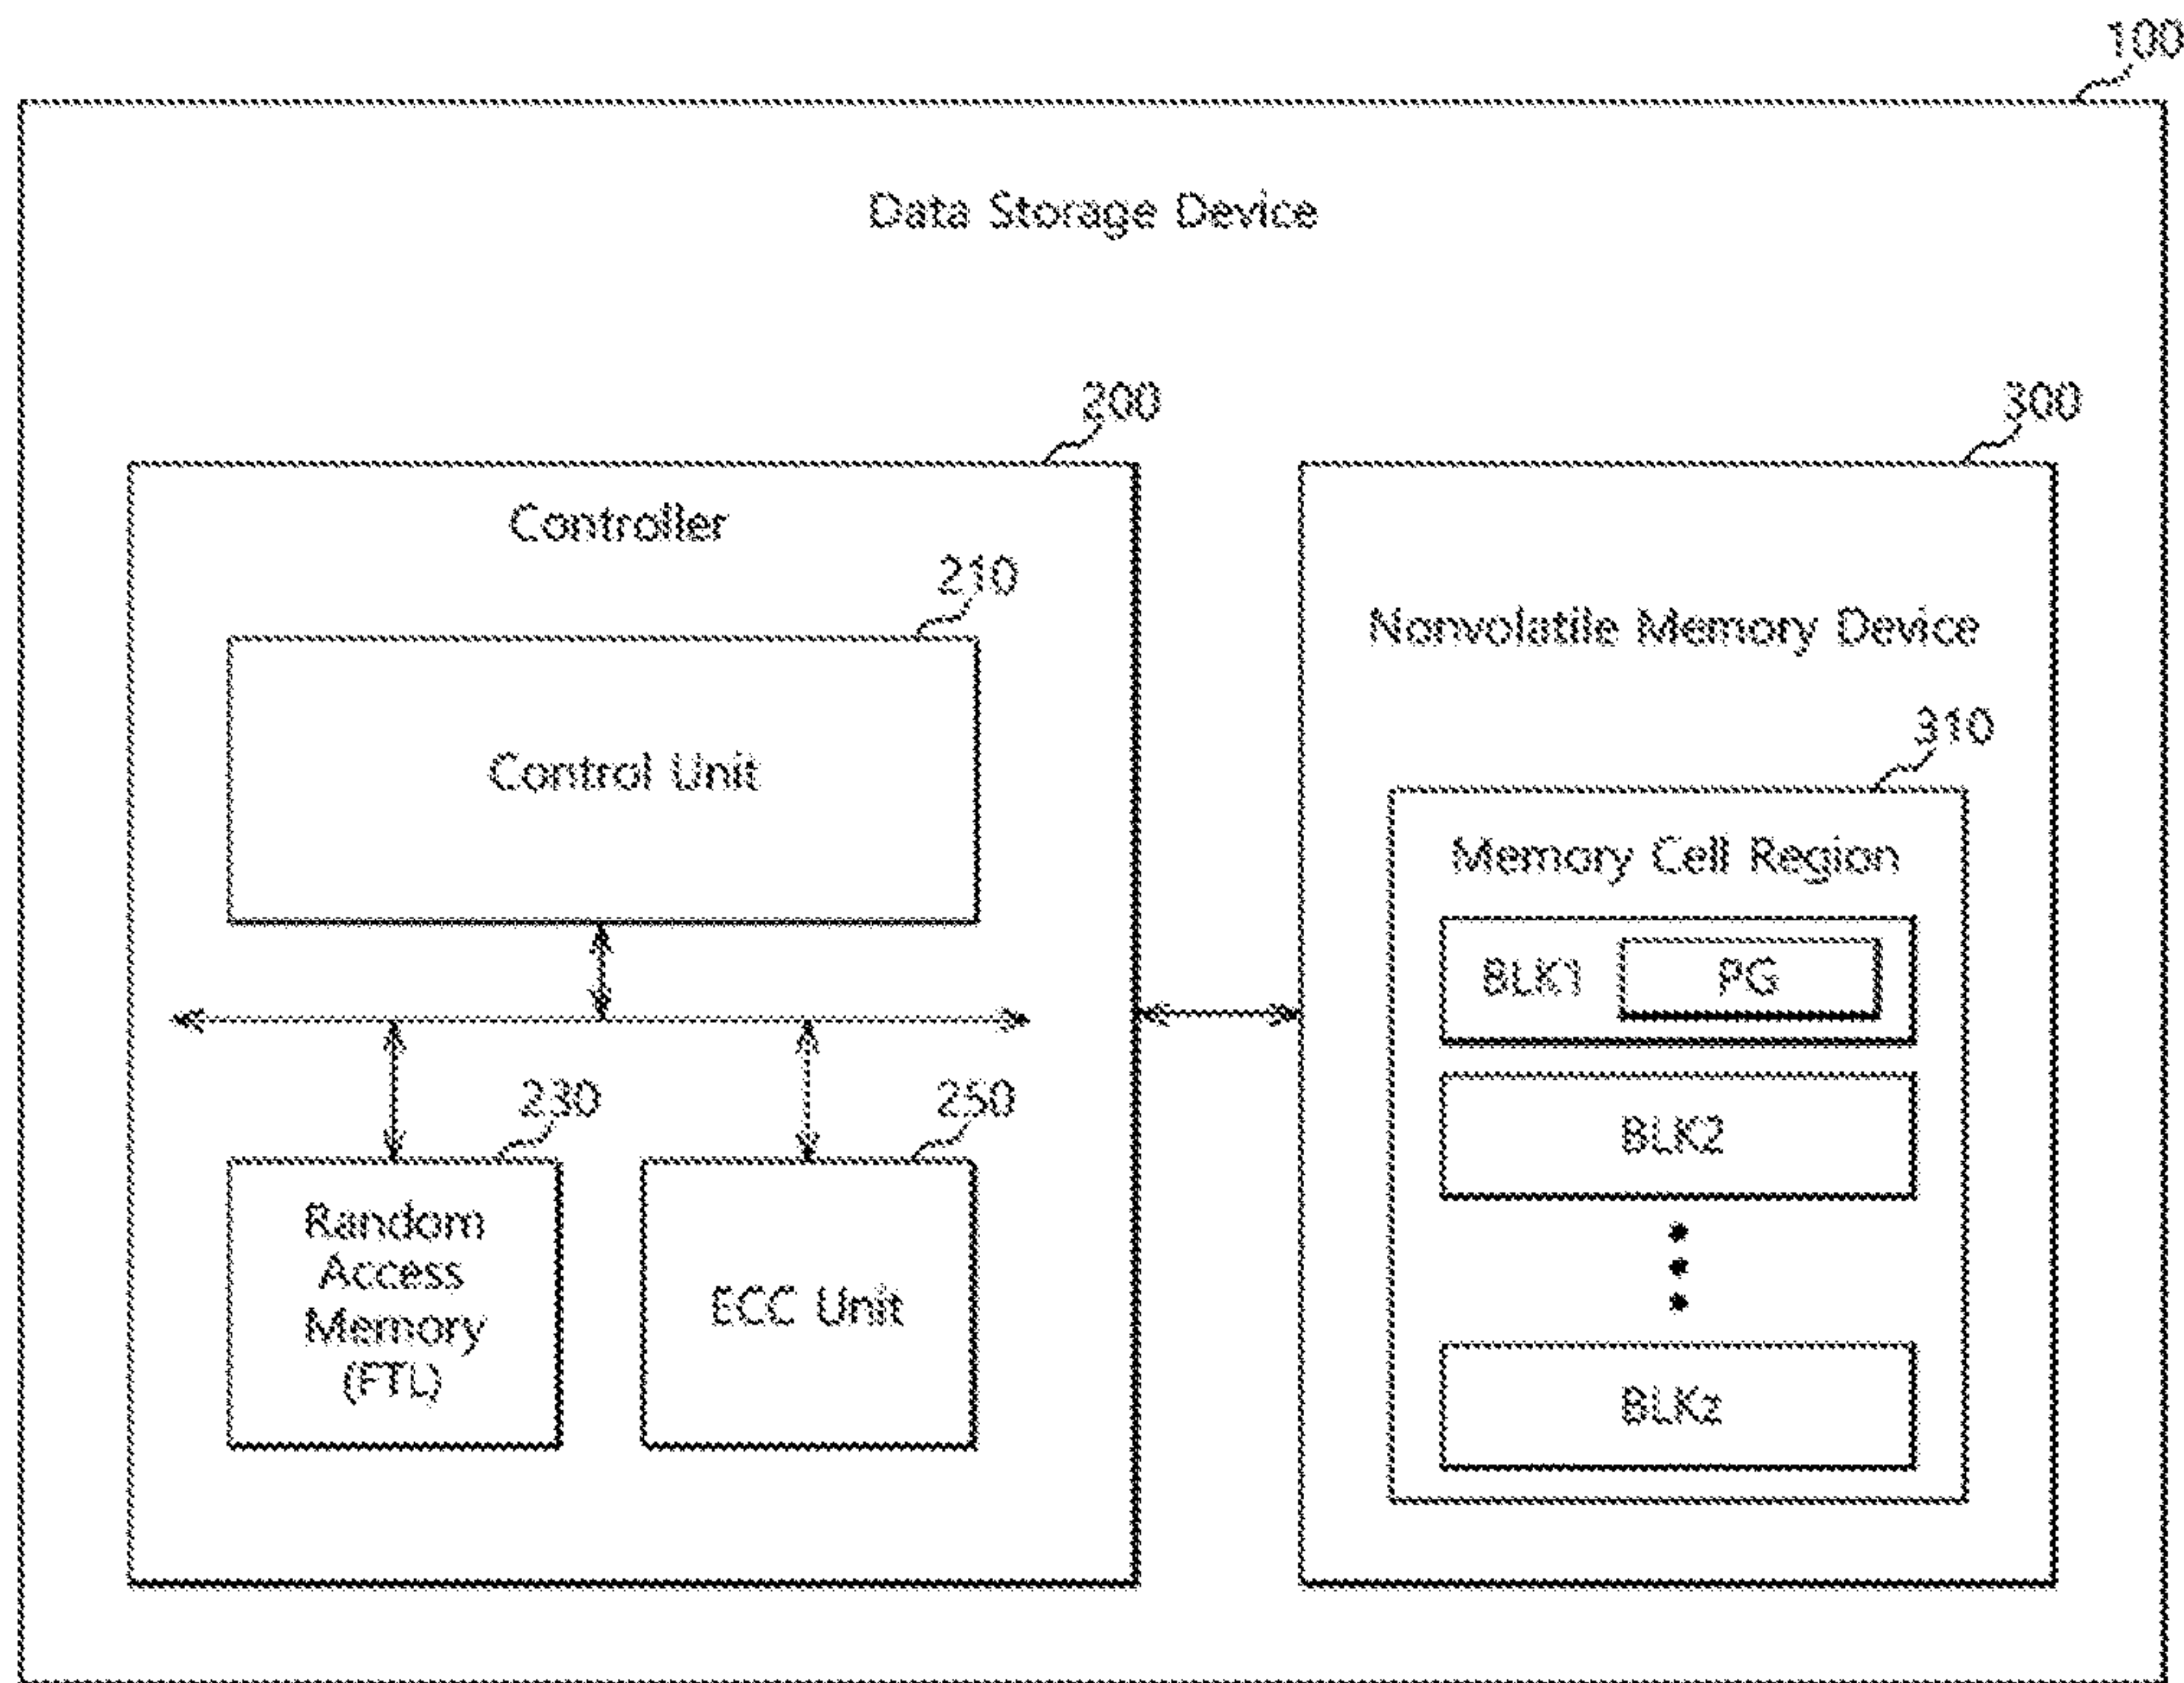 100
Data Storage Device
200
300
Controller
210
Nonvolatile Memory Device
Control Unit
310
Memory Cell Region
BLK1
PG
230
250
BLK2
Random
Access
Memory
(FTL)
ECC Unit
BLKz